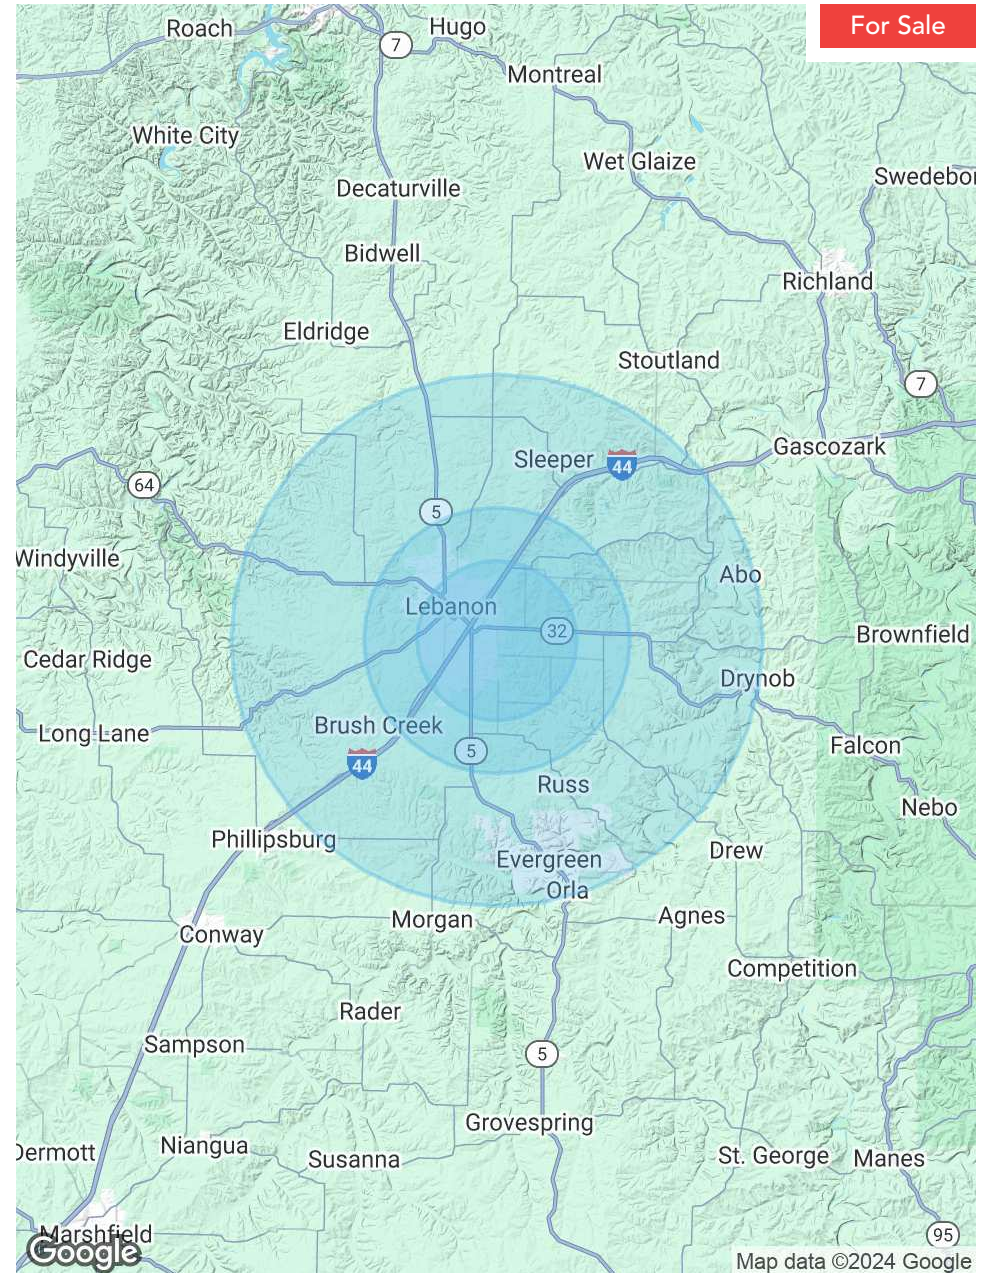 For Sale
Roach
Hugo
7
Montreal
White City
Wet Glaize
Swedebor
Decaturville
Bidwell
Richland
Eldridge
Stoutland
7
Gascozark
Sleeper
44
64
5
Windyville
Abo
Lebanon
32
Brownfield
Cedar Ridge
Drynob
Brush Creek
Long Lane
Falcon
5
44
Russ
Nebo
Phillipsburg
Drew
Evergreen
Orla
Morgan
Agnes
Conway
Competition
Rader
Sampson
5
Grovespring
Dermott
Niangua
Susanna
St. George
Manes
Marshfield
95
Google
Map data ©2024 Google